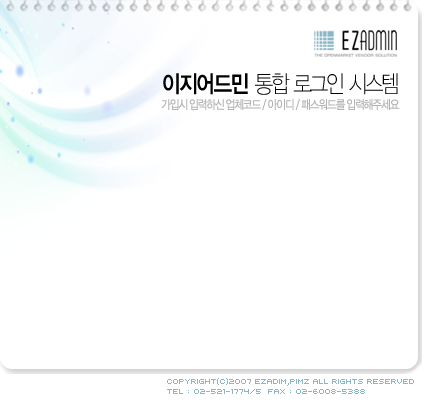 EZADMIN
THE OPENMARKET VENDOR SOLUTION
이지어드민 통합 로그인 시스템
가입시 입력하신 업체코드 / 아이디 / 패스워드를 입력해주세요
COPYRIGHT(C)2007 EZADIM,PIMZ ALL RIGHTS RESERVED
TEL : 02-521-1774/5 FAX : 02-6008-5388